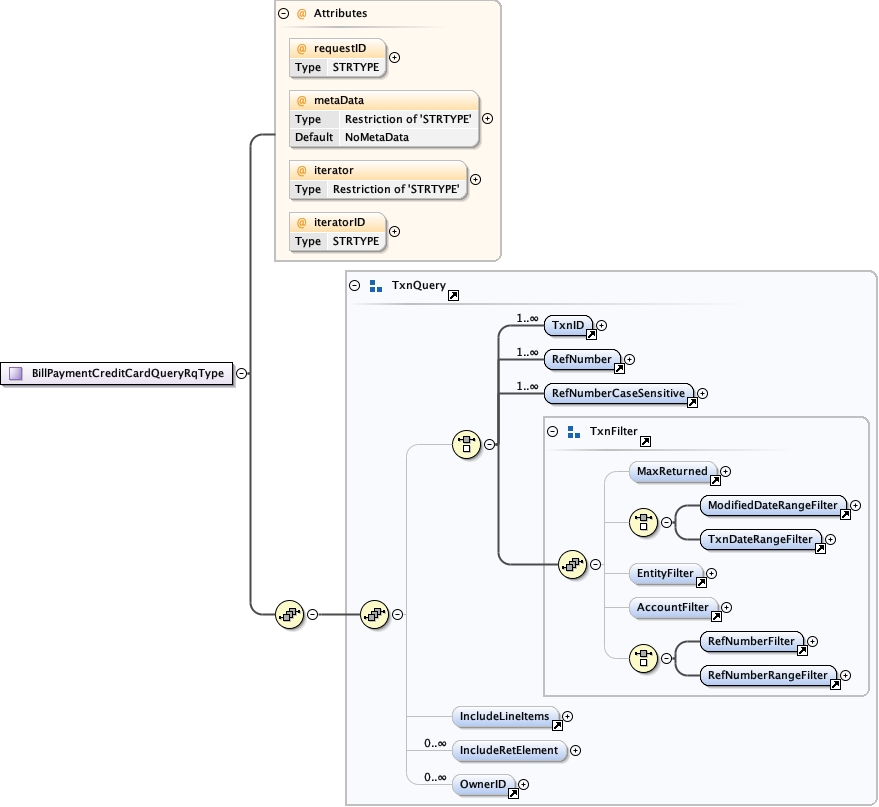 @ Attributes
@ requestID
Type STRTYPE
@ metaData
Type Restriction of 'STRTYPE'
Default NoMetaData
@ iterator
Type Restriction of 'STRTYPE'
@ iteratorID
Type STRTYPE
BillPaymentCreditCardQueryRqType
TxnQuery
1..∞ TxnID
1..∞ RefNumber
1..∞ RefNumberCaseSensitive
TxnFilter
MaxReturned
ModifiedDateRangeFilter
TxnDateRangeFilter
EntityFilter
AccountFilter
RefNumberFilter
RefNumberRangeFilter
IncludeLineItems
0..∞ IncludeRetElement
0..∞ OwnerID